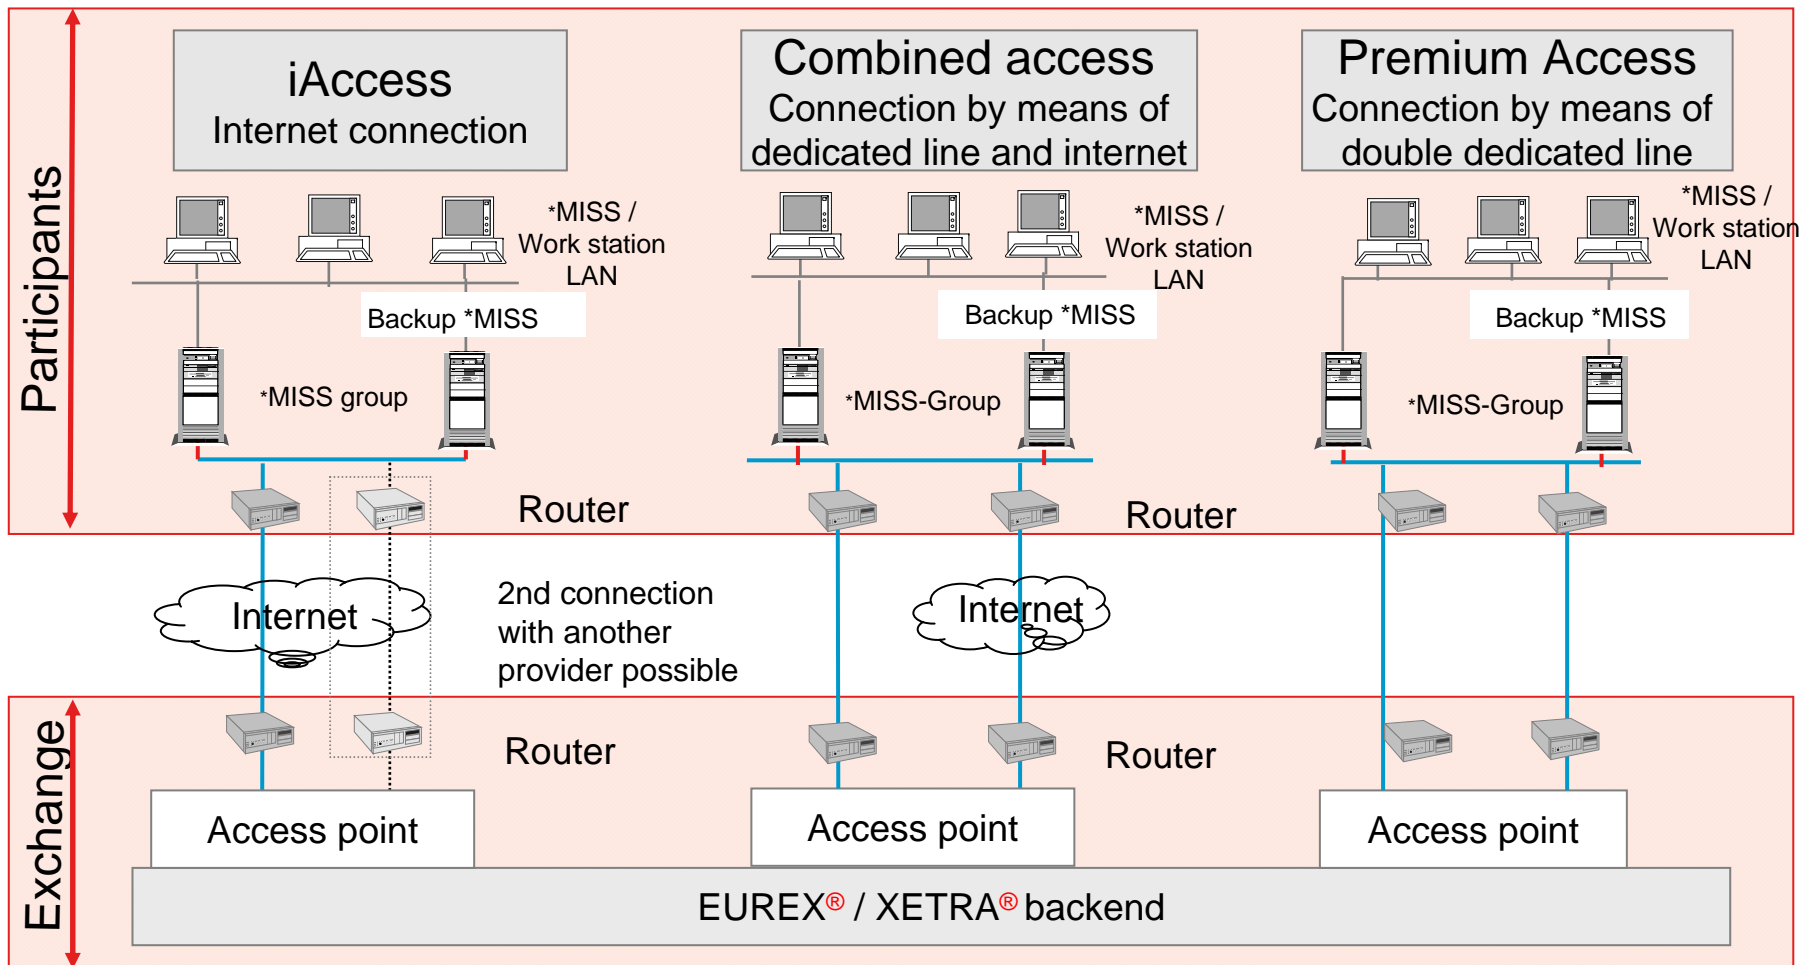 iAccess
Internet connection
Combined access
Connection by means of
dedicated line and internet
Premium Access
Connection by means of
double dedicated line
Participants
*MISS /
Work station
LAN
*MISS /
Work station
LAN
*MISS /
Work station
LAN
Backup *MISS
Backup *MISS
Backup *MISS
*MISS group
*MISS-Group
*MISS-Group
Router
Router
Internet
2nd connection
with another
provider possible
Internet
Exchange
Router
Router
Access point
Access point
Access point
EUREX® / XETRA® backend